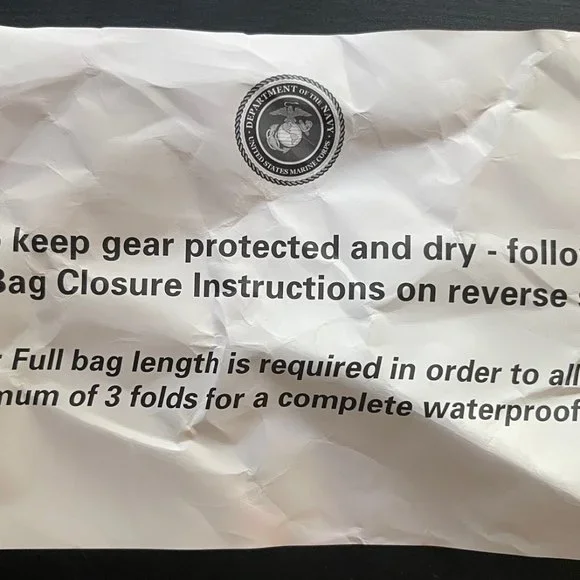 DEPARTMENT OF THE NAVY
UNITED STATES MARINE CORPS
keep gear protected and dry - follo
Bag Closure Instructions on reverse
Full bag length is required in order to all
mum of 3 folds for a complete waterproof